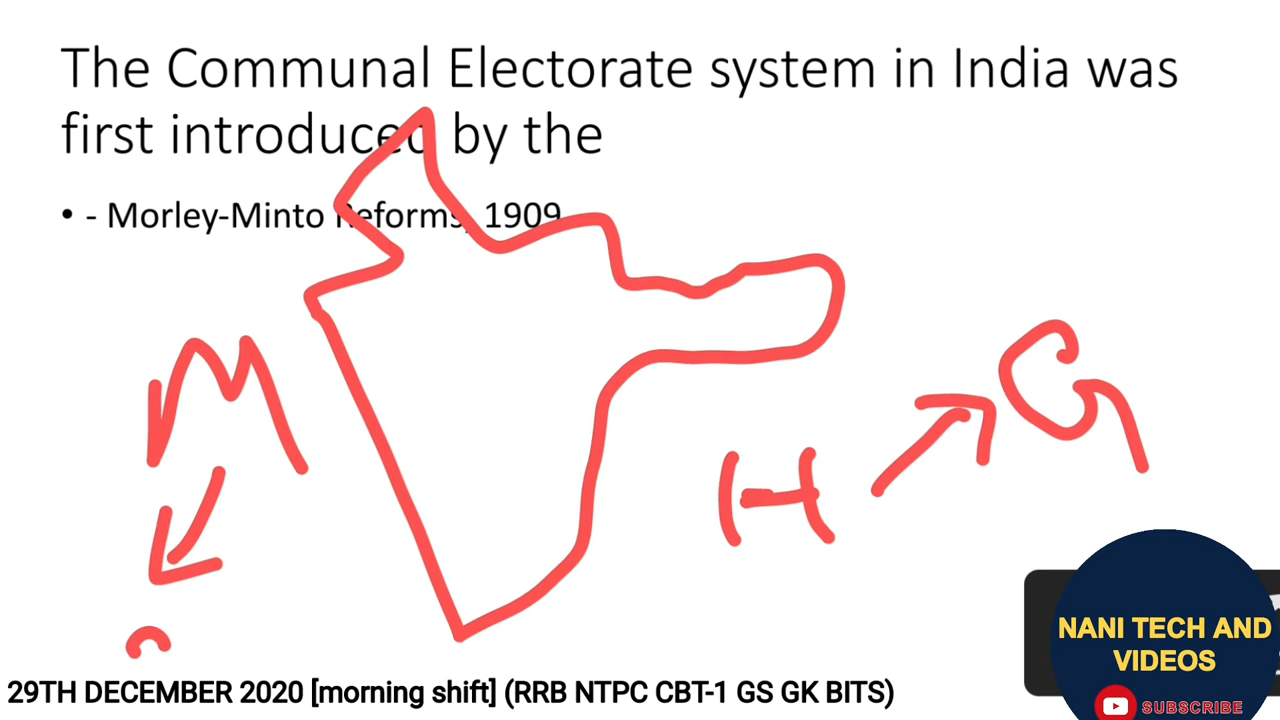 The Communal Electorate system in India was
first introduced by the
• - Morley-Minto Reforms, 1909
M
H
G
NANI TECH AND
VIDEOS
SUBSCRIBE
29TH DECEMBER 2020 [morning shift] (RRB NTPC CBT-1 GS GK BITS)